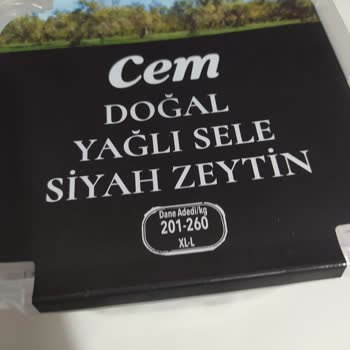 Cem
DOĞAL
YAĞLI SELE
SİYAH ZEYTİN
Dane Adedi/kg
201-260
XL-L